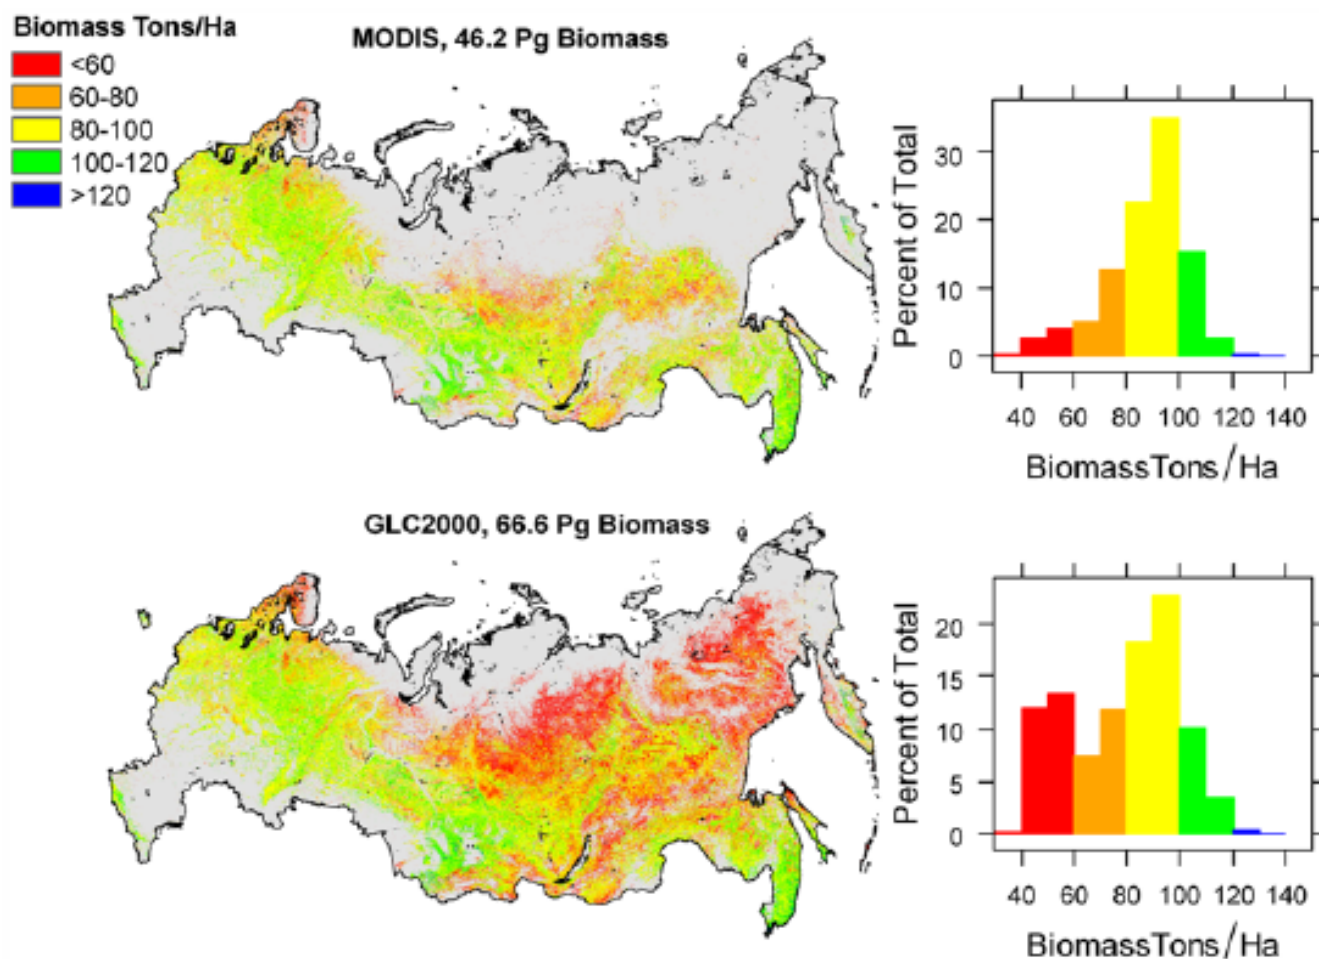 Biomass Tons/Ha
<60
60-80
80-100
100-120
>120
MODIS, 46.2 Pg Biomass
Percent of Total
30
20
10
0
40 60 80 100 120 140
BiomassTons/Ha
GLC2000, 66.6 Pg Biomass
Percent of Total
20
15
10
5
0
40 60 80 100 120 140
BiomassTons/Ha